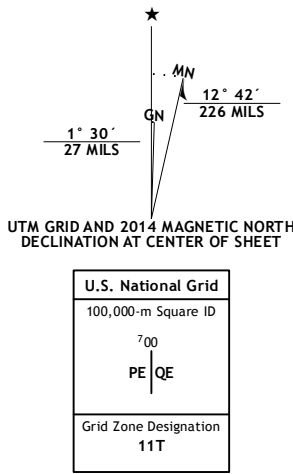 ★
MN
GN
12° 42´
226 MILS
1° 30´
27 MILS
UTM GRID AND 2014 MAGNETIC NORTH
DECLINATION AT CENTER OF SHEET
U.S. National Grid
100,000-m Square ID
700
PE QE
Grid Zone Designation
11T